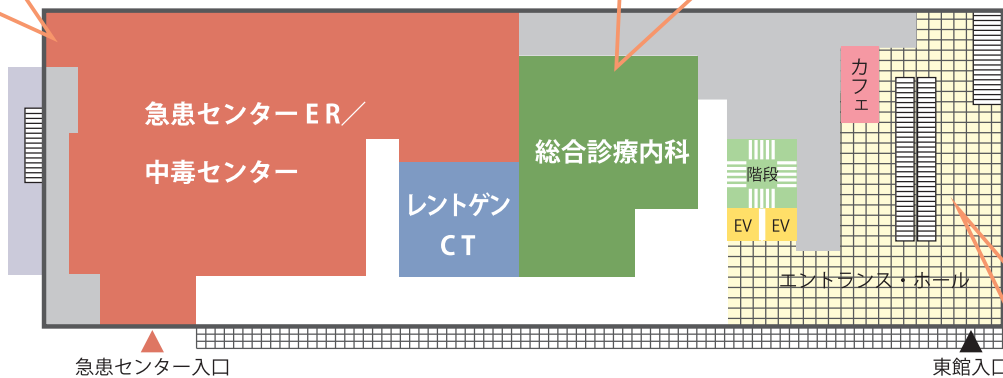 急患センターER／
中毒センター
レントゲン
CT
総合診療内科
階段
EV
EV
カフェ
エントランス・ホール
急患センター入口
東館入口